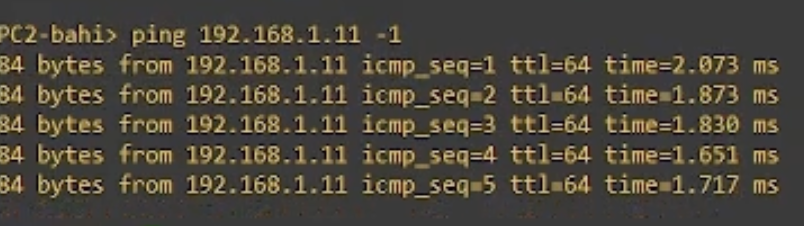 PC2-bahi> ping 192.168.1.11 -1
84 bytes from 192.168.1.11 icmp_seq=1 ttl=64 time=2.073 ms
84 bytes from 192.168.1.11 icmp_seq=2 ttl=64 time=1.873 ms
84 bytes from 192.168.1.11 icmp_seq=3 ttl=64 time=1.830 ms
84 bytes from 192.168.1.11 icmp_seq=4 ttl=64 time=1.651 ms
84 bytes from 192.168.1.11 icmp_seq=5 ttl=64 time=1.717 ms